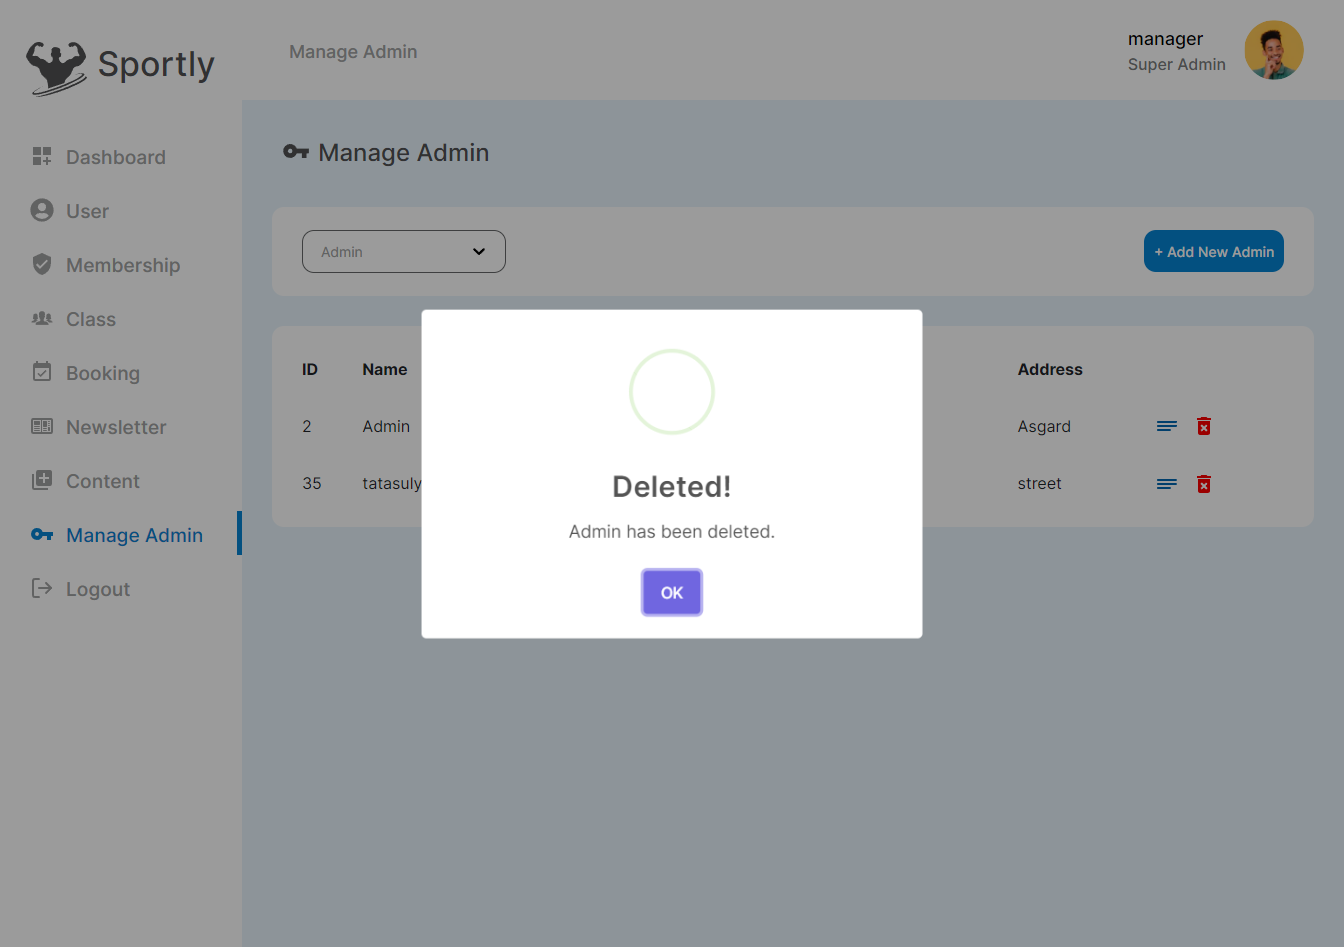 Sportly
Manage Admin
manager
Super Admin
Dashboard
User
Membership
Class
Booking
Newsletter
Content
Manage Admin
Logout
Manage Admin
Admin
+ Add New Admin
ID Name Address
2 Admin Asgard
35 tatasuly street
Deleted!
Admin has been deleted.
OK